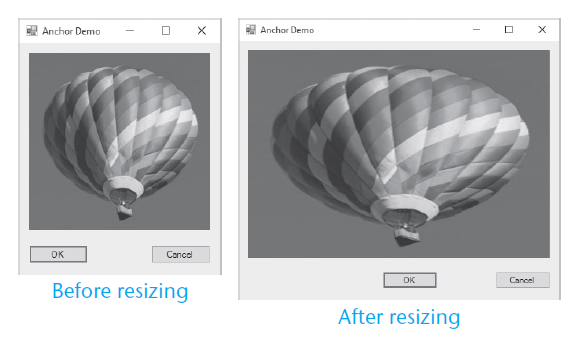 Anchor Demo
OK
Cancel
Before resizing
Anchor Demo
OK
Cancel
After resizing